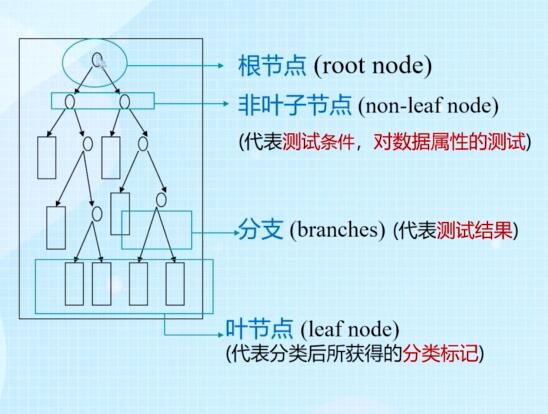 根节点 (root node)
非叶子节点 (non-leaf node)
(代表测试条件，对数据属性的测试)
分支 (branches) (代表测试结果)
叶节点 (leaf node)
(代表分类后所获得的分类标记)